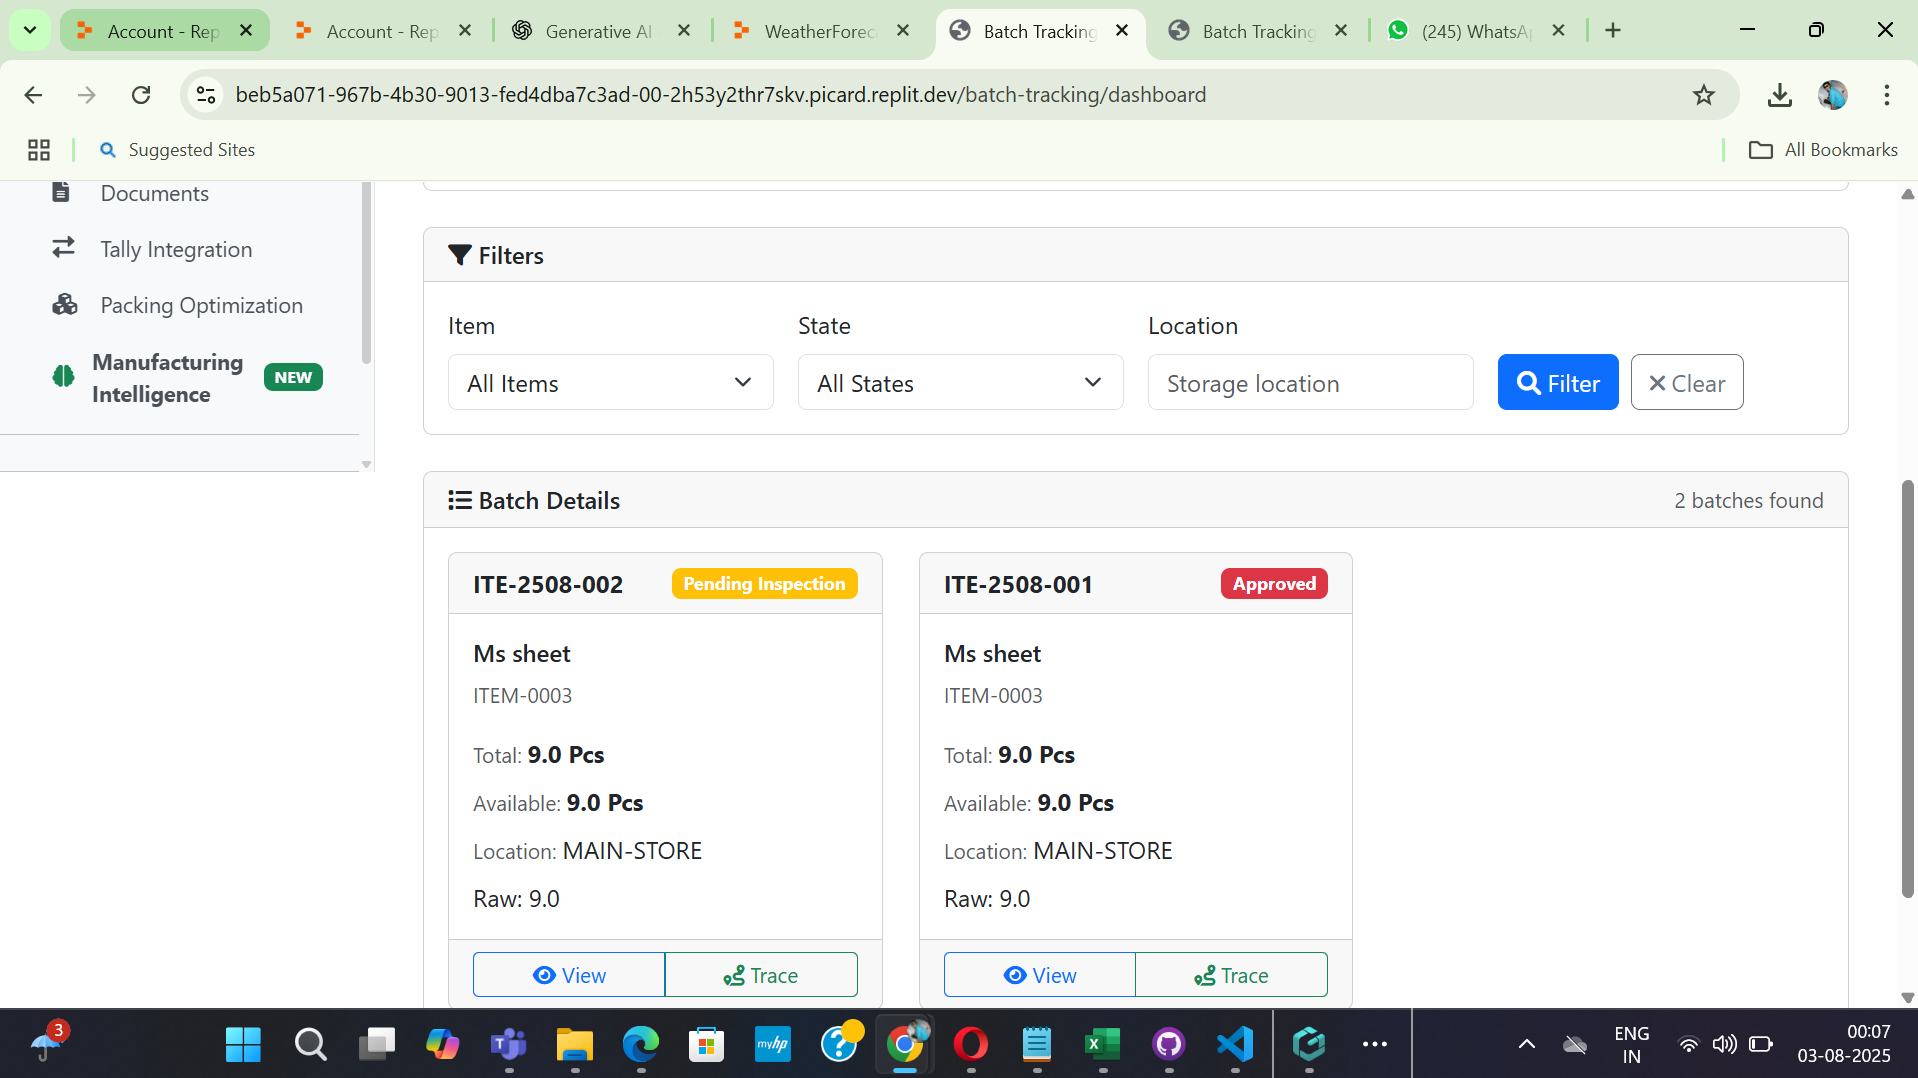 Account - Rep
Account - Rep
Generative AI
WeatherForec
Batch Tracking
Batch Tracking
(245) WhatsA
beb5a071-967b-4b30-9013-fed4dba7c3ad-00-2h53y2thr7skv.picard.replit.dev/batch-tracking/dashboard
Suggested Sites
All Bookmarks
Documents
Tally Integration
Packing Optimization
Manufacturing
Intelligence
NEW
Filters
Item
State
Location
All Items
All States
Storage location
Filter
Clear
Batch Details
2 batches found
ITE-2508-002
Pending Inspection
Ms sheet
ITEM-0003
Total: 9.0 Pcs
Available: 9.0 Pcs
Location: MAIN-STORE
Raw: 9.0
View
Trace
ITE-2508-001
Approved
Ms sheet
ITEM-0003
Total: 9.0 Pcs
Available: 9.0 Pcs
Location: MAIN-STORE
Raw: 9.0
View
Trace
3
myhp
ENG
IN
00:07
03-08-2025